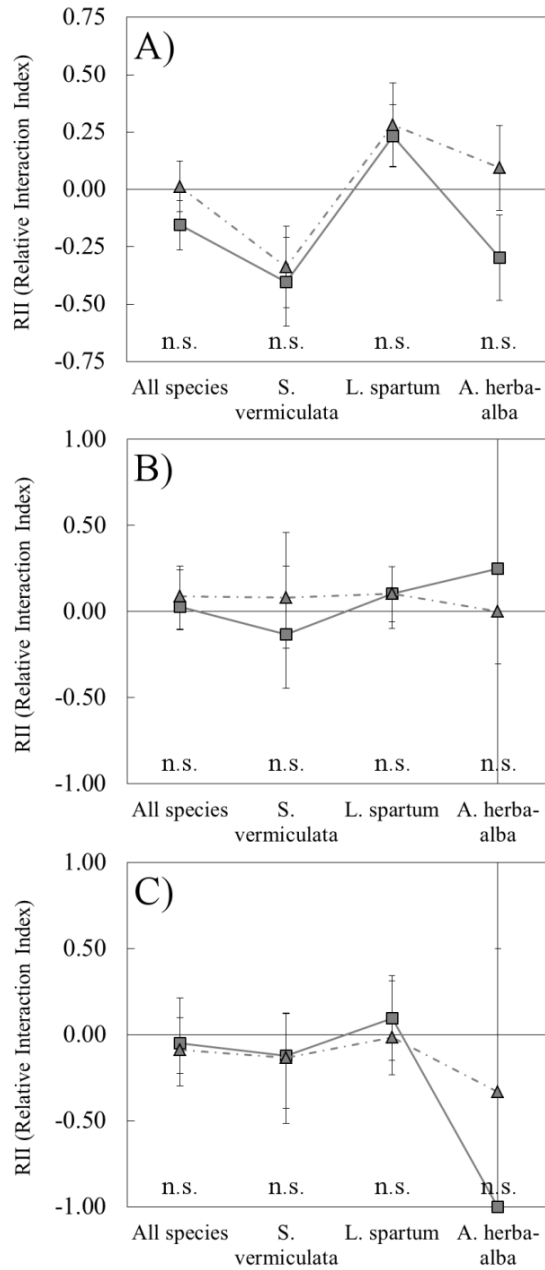 A)
RII (Relative Interaction Index)
0.75
0.50
0.25
0.00
-0.25
-0.50
-0.75
n.s. n.s. n.s. n.s.
All species S. L. spartum A. herba-
vermiculata alba
B)
RII (Relative Interaction Index)
1.00
0.50
0.00
-0.50
-1.00
n.s. n.s. n.s. n.s.
All species S. L. spartum A. herba-
vermiculata alba
C)
RII (Relative Interaction Index)
1.00
0.50
0.00
-0.50
-1.00
n.s. n.s. n.s. n.s.
All species S. L. spartum A. herba-
vermiculata alba